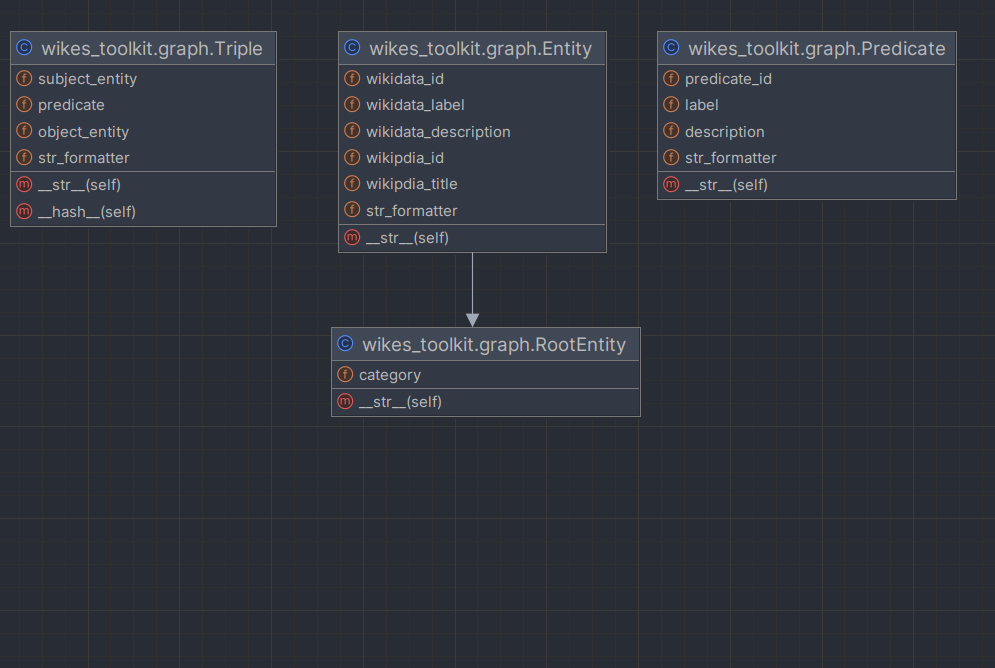 C wikes_toolkit.graph.Triple
f subject_entity
f predicate
f object_entity
f str_formatter
m __str__(self)
m __hash__(self)
C wikes_toolkit.graph.Entity
f wikidata_id
f wikidata_label
f wikidata_description
f wikipdia_id
f wikipdia_title
f str_formatter
m __str__(self)
C wikes_toolkit.graph.Predicate
f predicate_id
f label
f description
f str_formatter
m __str__(self)
C wikes_toolkit.graph.RootEntity
f category
m __str__(self)